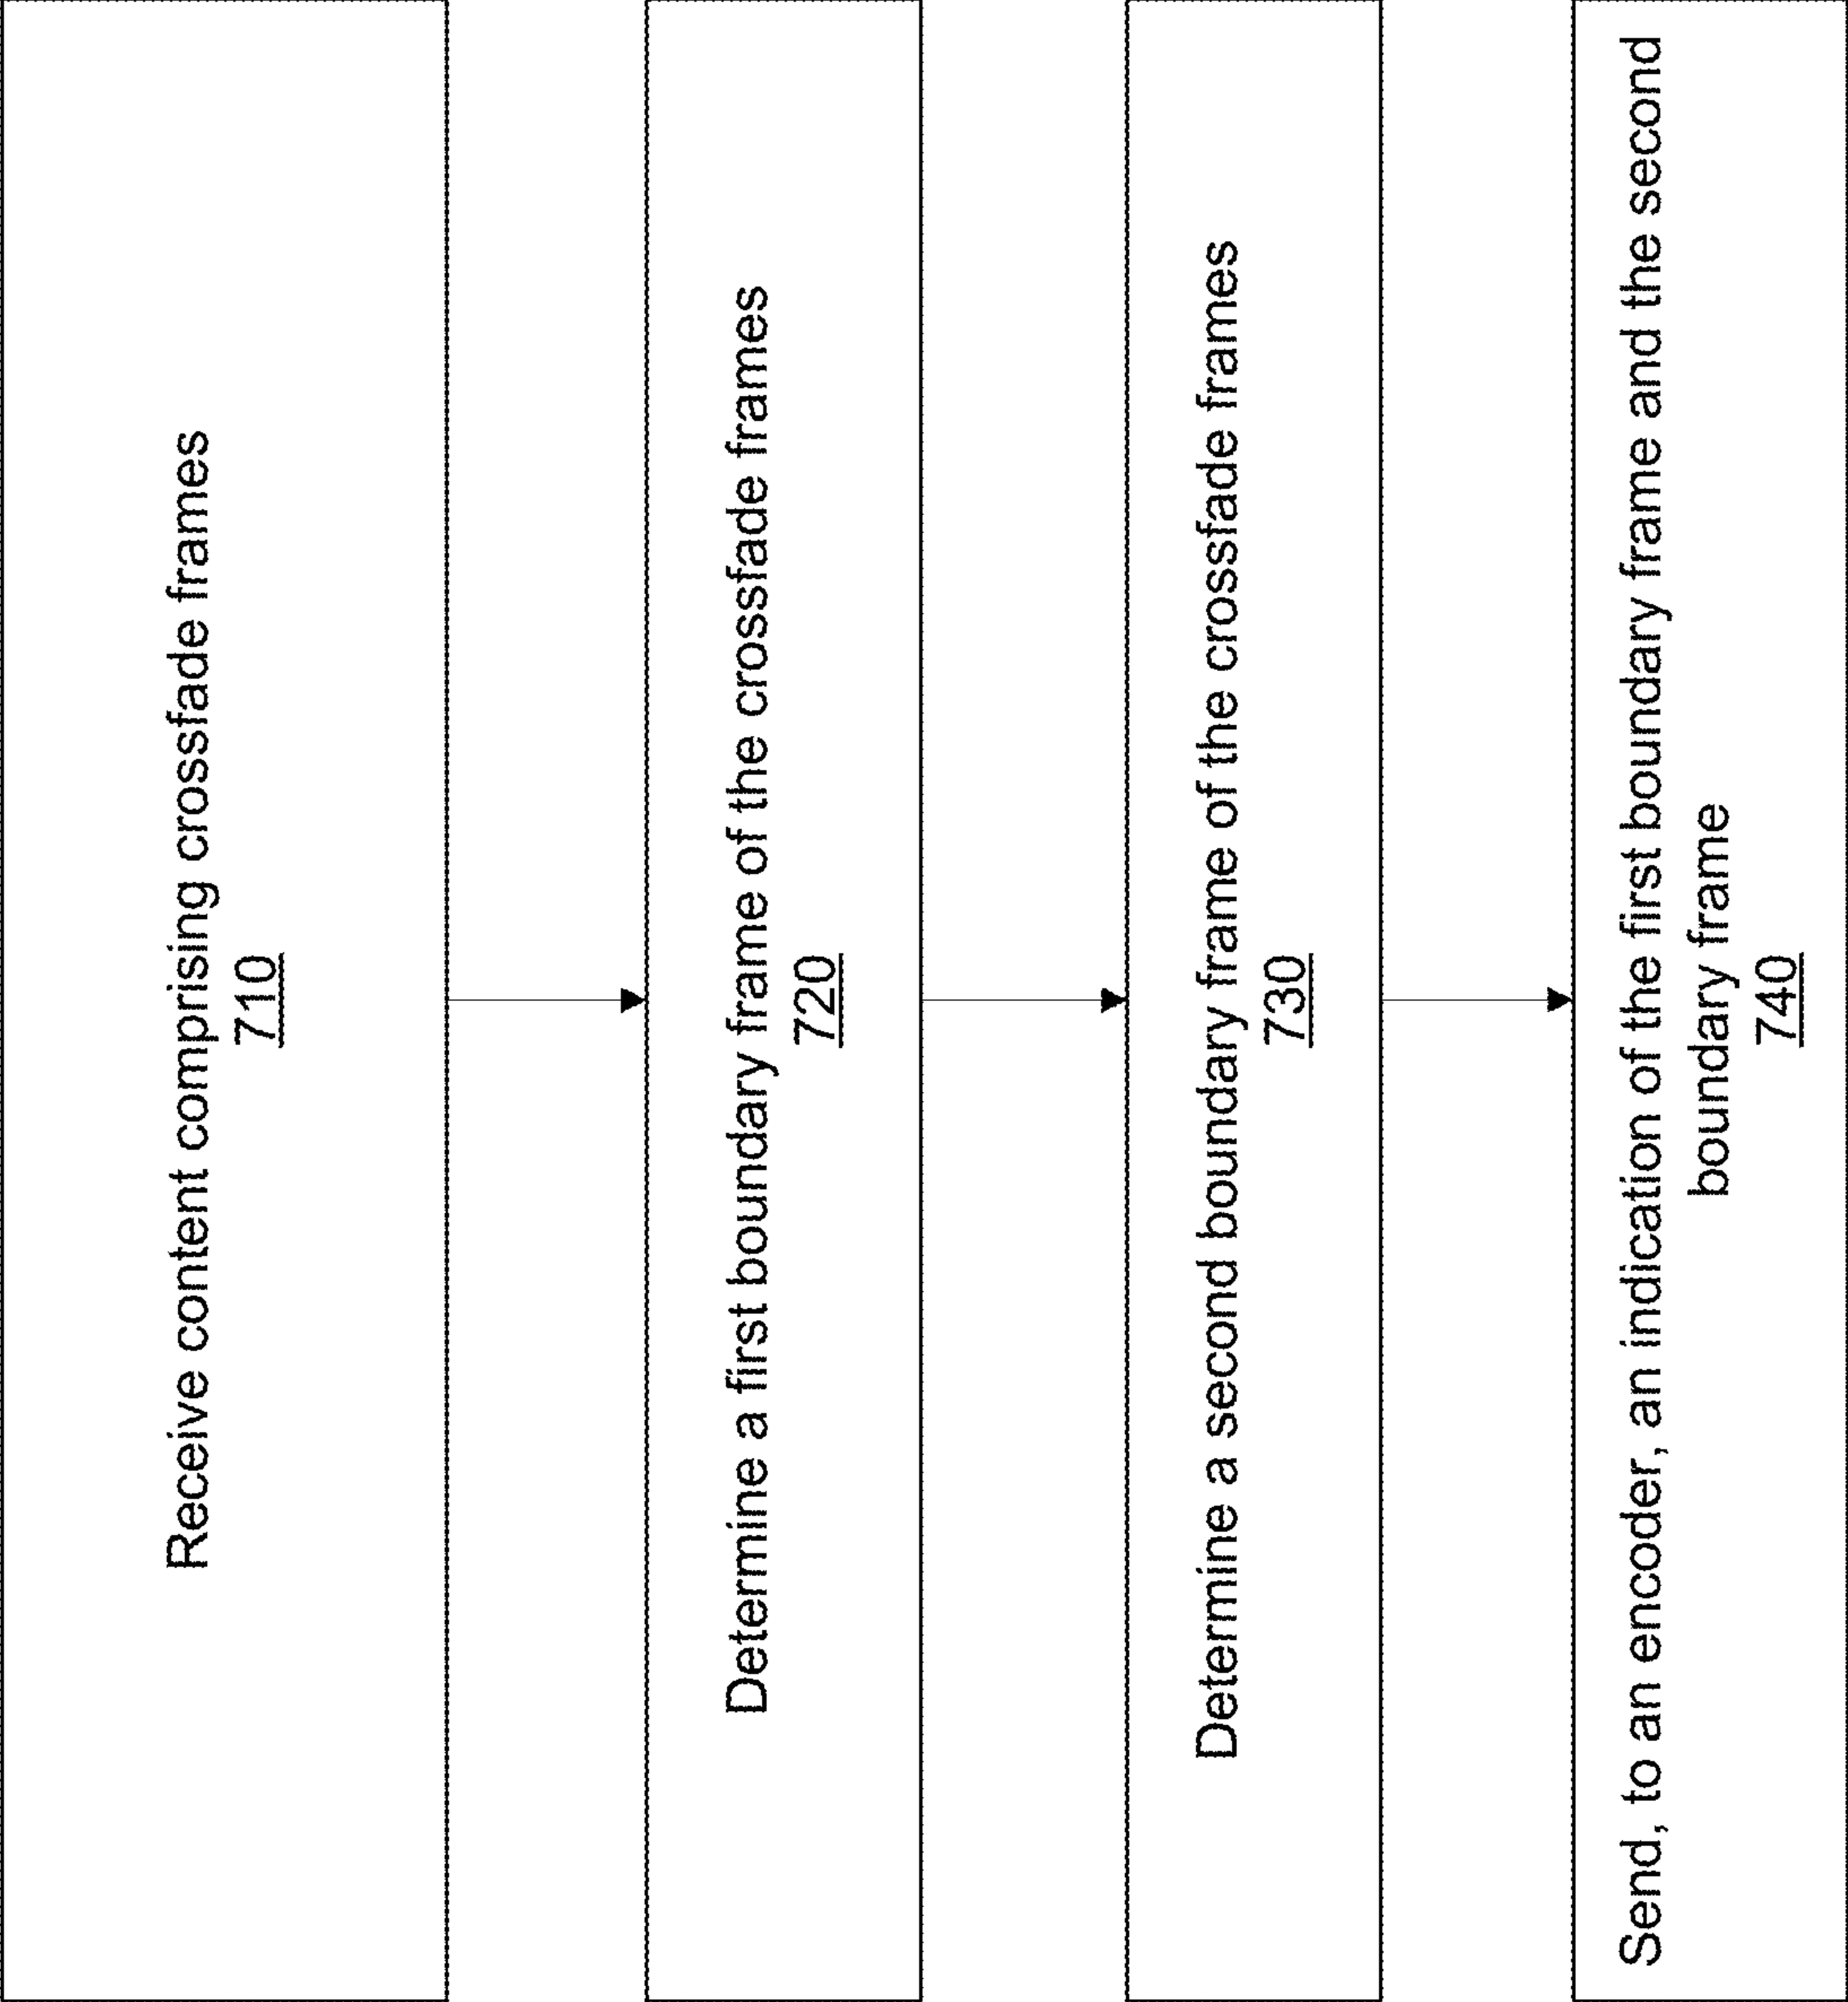 Receive content comprising crossfade frames
710
Determine a first boundary frame of the crossfade frames
720
Determine a second boundary frame of the crossfade frames
730
Send, to an encoder, an indication of the first boundary frame and the second
boundary frame
740